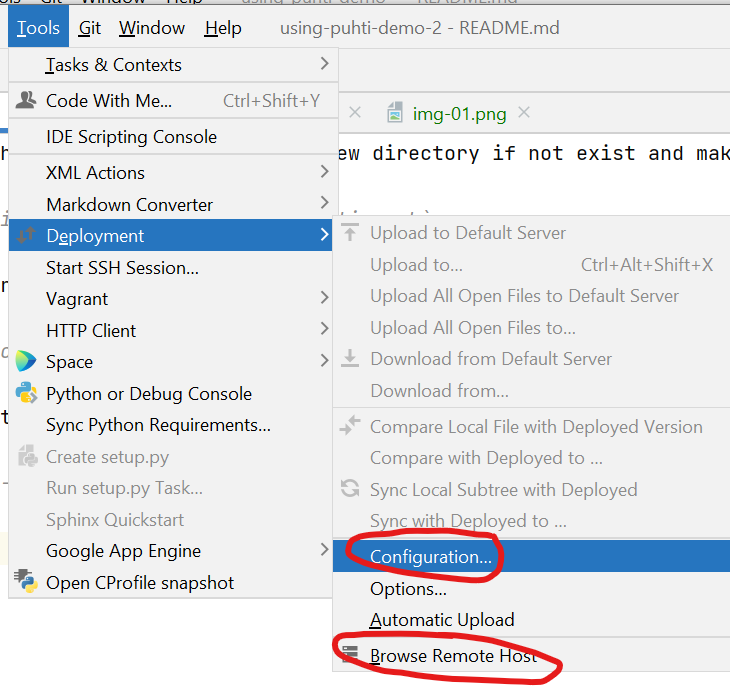 Tools Git Window Help using-puhti-demo-2 - README.md
Tasks & Contexts
Code With Me... Ctrl+Shift+Y
img-01.png
IDE Scripting Console
ew directory if not exist and mak
XML Actions
Markdown Converter
Deployment
Upload to Default Server
Start SSH Session...
Upload to... Ctrl+Alt+Shift+X
Vagrant
Upload All Open Files to Default Server
HTTP Client
Upload All Open Files to...
Space
Download from Default Server
Python or Debug Console
Download from...
Sync Python Requirements...
Compare Local File with Deployed Version
Create setup.py
Compare with Deployed to ...
Run setup.py Task...
Sync Local Subtree with Deployed
Sphinx Quickstart
Sync with Deployed to ...
Google App Engine
Configuration...
Open CProfile snapshot
Options...
Automatic Upload
Browse Remote Host